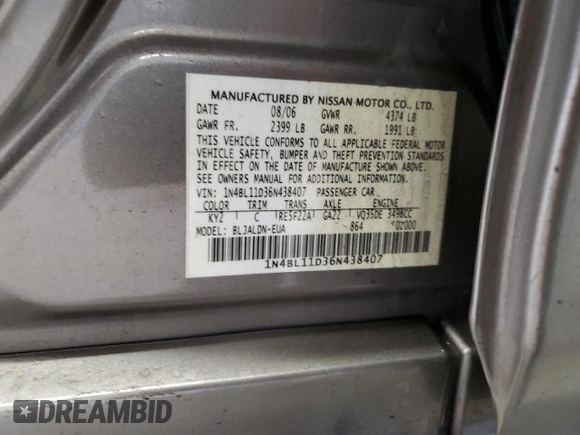 MANUFACTURED BY NISSAN MOTOR CO., LTD.
DATE 08/06 GVWR 4374 LB
GAWR FR. 2399 LB GAWR RR. 1991 LB
THIS VEHICLE CONFORMS TO ALL APPLICABLE FEDERAL MOTOR
VEHICLE SAFETY, BUMPER AND THEFT PREVENTION STANDARDS
IN EFFECT ON THE DATE OF MANUFACTURE SHOWN ABOVE.
SEE OWNERS MANUAL FOR ADDITIONAL INFORMATION.
VIN: 1N4BL11D36N438407 PASSENGER CAR
COLOR TRIM TRANS AXLE ENGINE
KY2 C RE5F22A GA22 VQ35DE 3498CC
MODEL: BLJALDN-EUA 864
1N4BL11D36N438407
DREAMBID